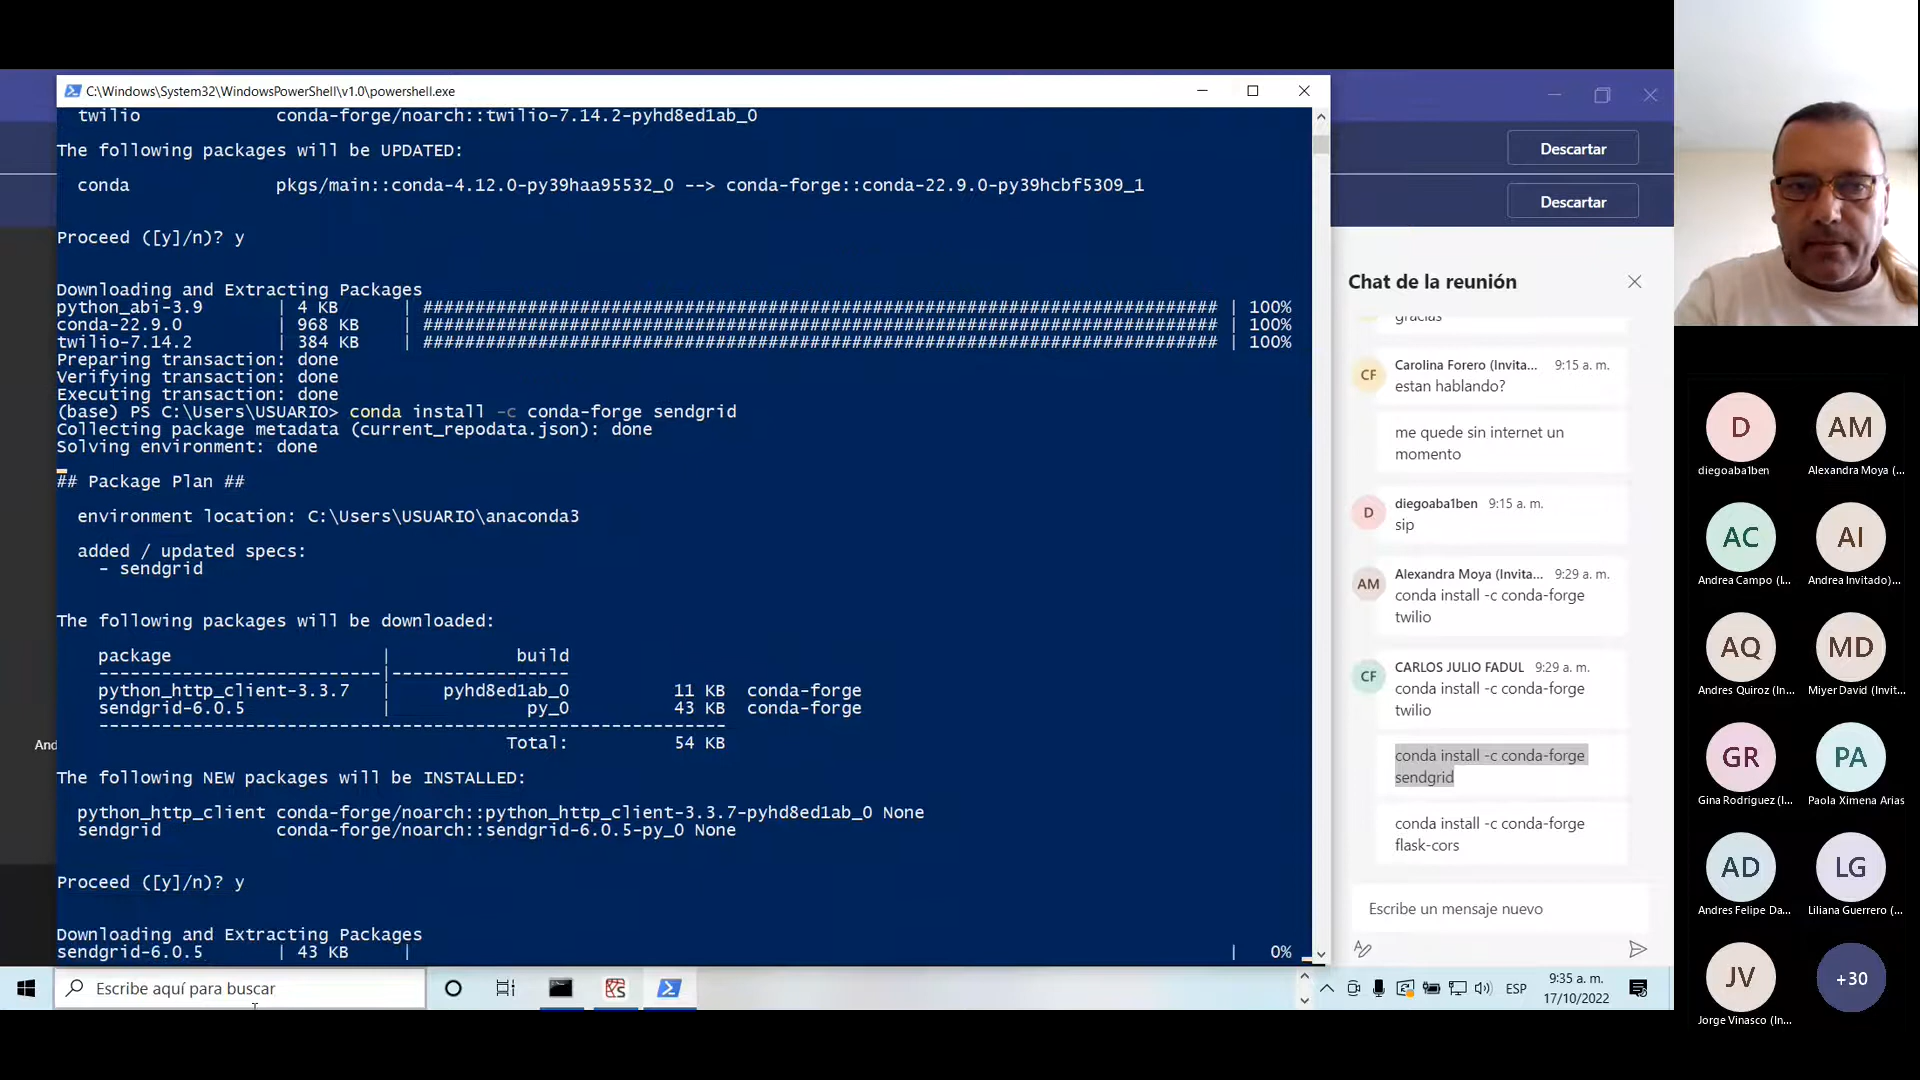 C:\Windows\System32\WindowsPowerShell\v1.0\powershell.exe
twilio conda-forge/noarch::twilio-7.14.2-pyhd8ed1ab_0
The following packages will be UPDATED:
conda pkgs/main::conda-4.12.0-py39haa95532_0 --> conda-forge::conda-22.9.0-py39hcbf5309_1
Proceed ([y]/n)? y
Downloading and Extracting Packages
python_abi-3.9 | 4 KB | ############################################################################ | 100%
conda-22.9.0 | 968 KB | ############################################################################ | 100%
twilio-7.14.2 | 384 KB | ############################################################################ | 100%
Preparing transaction: done
Verifying transaction: done
Executing transaction: done
(base) PS C:\Users\USUARIO> conda install -c conda-forge sendgrid
Collecting package metadata (current_repodata.json): done
Solving environment: done
## Package Plan ##
environment location: C:\Users\USUARIO\anaconda3
added / updated specs:
- sendgrid
The following packages will be downloaded:
package | build
---------------------------|-----------------
python_http_client-3.3.7 | pyhd8ed1ab_0 11 KB conda-forge
sendgrid-6.0.5 | py_0 43 KB conda-forge
------------------------------------------------------------
Total: 54 KB
The following NEW packages will be INSTALLED:
python_http_client conda-forge/noarch::python_http_client-3.3.7-pyhd8ed1ab_0 None
sendgrid conda-forge/noarch::sendgrid-6.0.5-py_0 None
Proceed ([y]/n)? y
Downloading and Extracting Packages
sendgrid-6.0.5 | 43 KB | | 0%
And
Descartar
Descartar
Chat de la reunión
gracias
CF
Carolina Forero (Invita... 9:15 a. m.
estan hablando?
me quede sin internet un
momento
D
diegoaba1ben 9:15 a. m.
sip
AM
Alexandra Moya (Invita... 9:29 a. m.
conda install -c conda-forge
twilio
CF
CARLOS JULIO FADUL 9:29 a. m.
conda install -c conda-forge
twilio
conda install -c conda-forge
sendgrid
conda install -c conda-forge
flask-cors
Escribe un mensaje nuevo
Escribe aquí para buscar
ESP
9:35 a. m.
17/10/2022
D AM
diegoaba1ben Alexandra Moya (...
AC AI
Andrea Campo (I... Andrea Invitado)...
AQ MD
Andres Quiroz (In... Miyer David (Invit...
GR PA
Gina Rodríguez (I... Paola Ximena Arias
AD LG
Andres Felipe Da... Liliana Guerrero (...
JV +30
Jorge Vinasco (In...